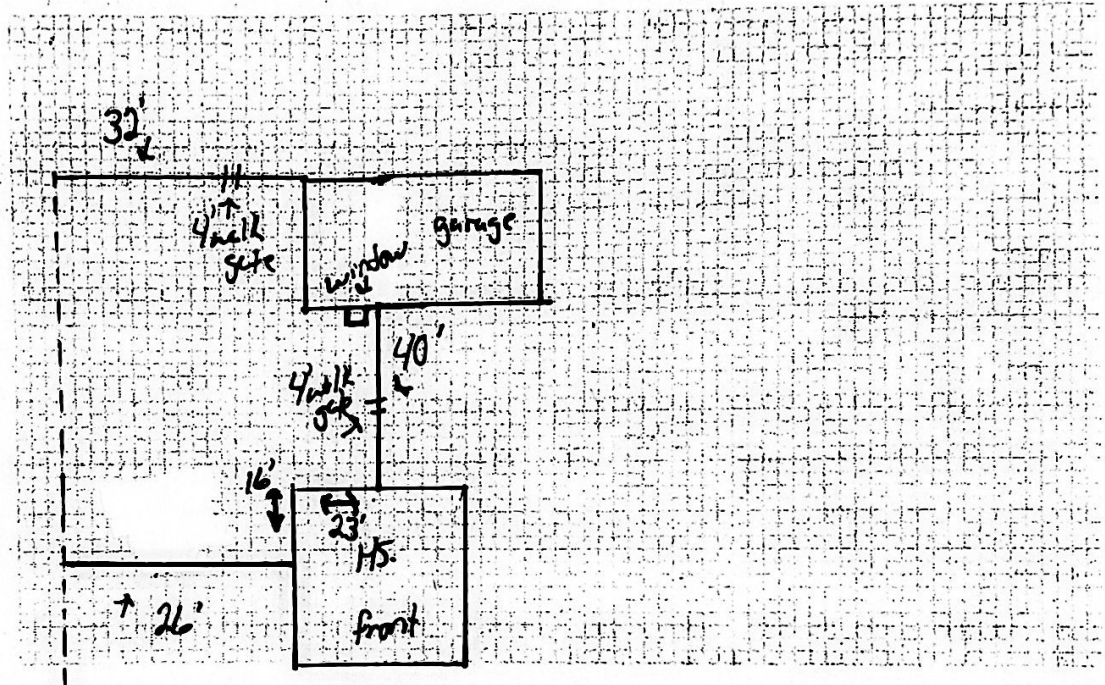 32'
4' walk
gate
garage
window
40'
4' walk
gate
16'
23'
HS.
26'
front